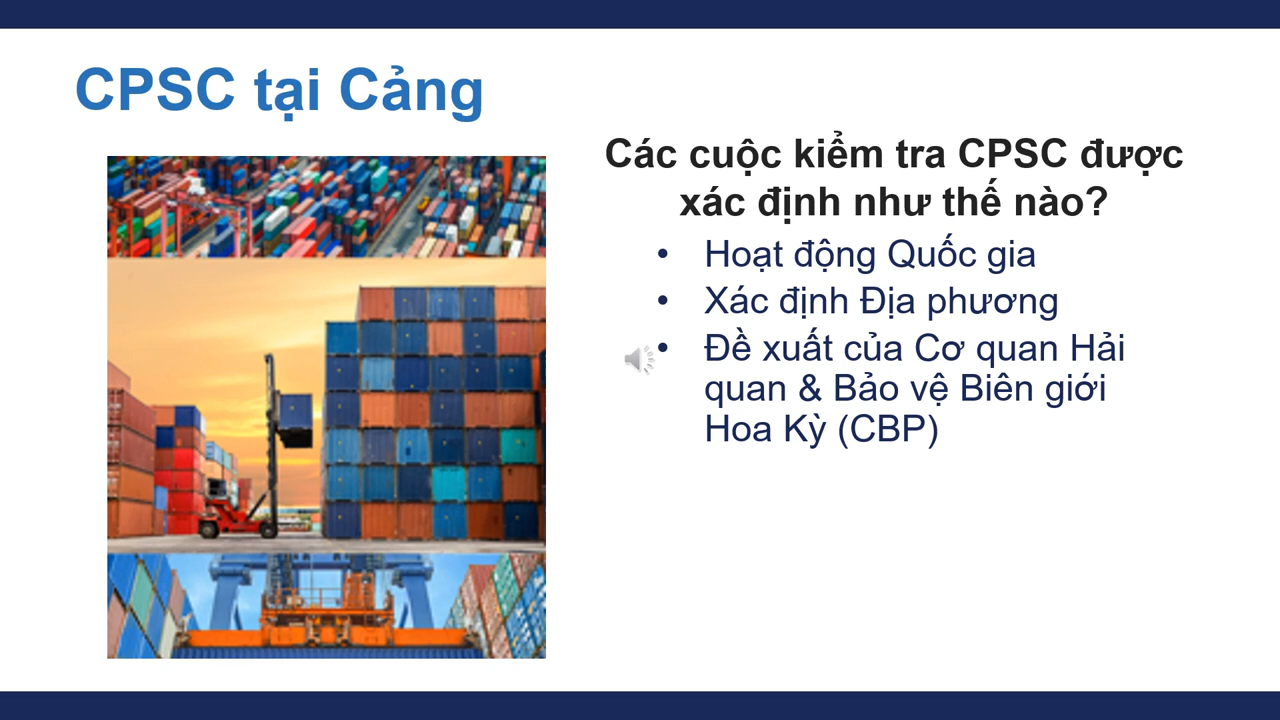 CPSC tại Cảng
Các cuộc kiểm tra CPSC được
xác định như thế nào?
• Hoạt động Quốc gia
• Xác định Địa phương
• Đề xuất của Cơ quan Hải
quan & Bảo vệ Biên giới
Hoa Kỳ (CBP)